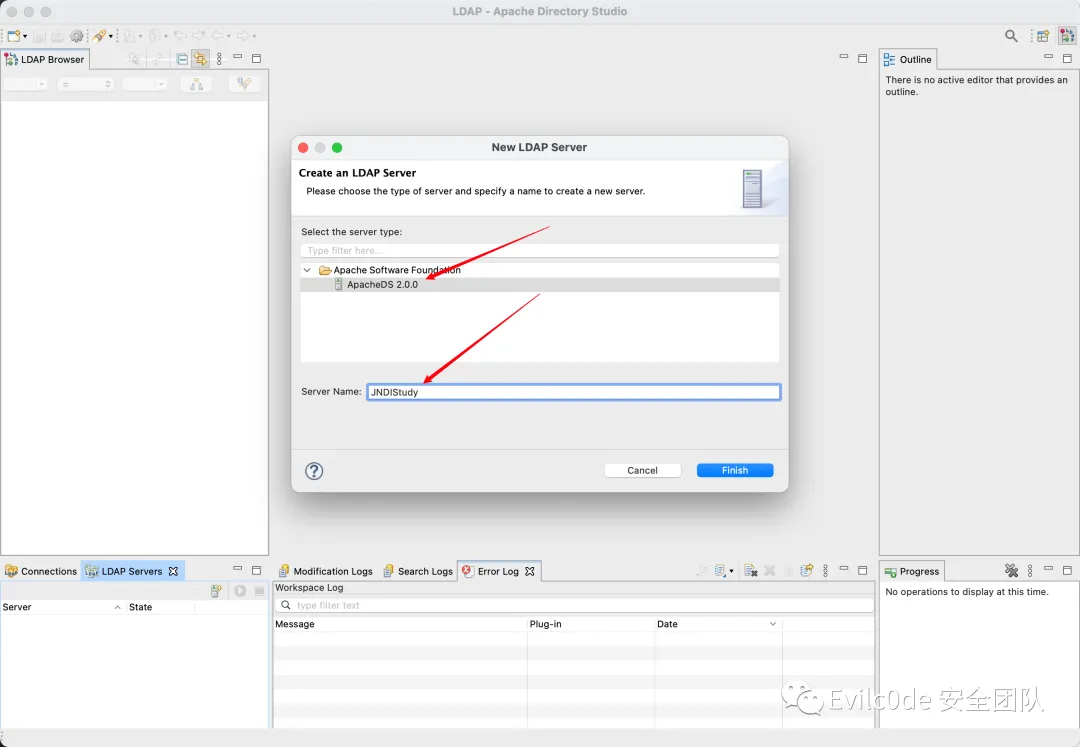 LDAP - Apache Directory Studio
LDAP Browser
=
Outline
There is no active editor that provides an
outline.
New LDAP Server
Create an LDAP Server
Please choose the type of server and specify a name to create a new server.
Select the server type:
Type filter here...
Apache Software Foundation
ApacheDS 2.0.0
Server Name: JNDIStudy
?
Cancel Finish
Connections LDAP Servers
Server State
Modification Logs Search Logs Error Log
Workspace Log
type filter text
Message Plug-in Date
Progress
No operations to display at this time.
Evilc0de 安全团队